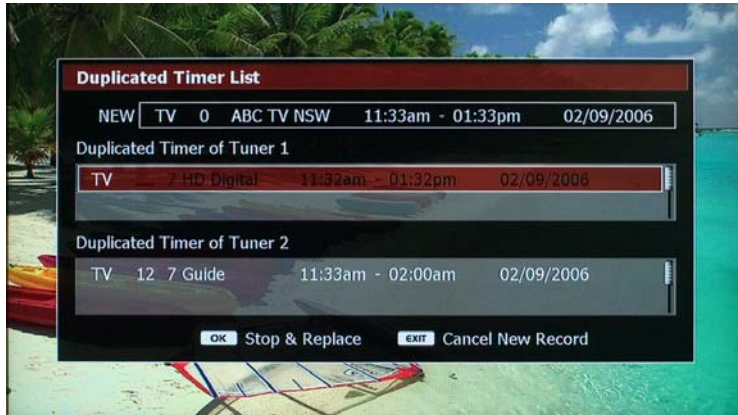 Duplicated Timer List
NEW TV 0 ABC TV NSW 11:33am - 01:33pm 02/09/2006
Duplicated Timer of Tuner 1
TV 7 HD Digital 11:32am - 01:32pm 02/09/2006
Duplicated Timer of Tuner 2
TV 12 7 Guide 11:33am - 02:00am 02/09/2006
OK Stop & Replace EXIT Cancel New Record